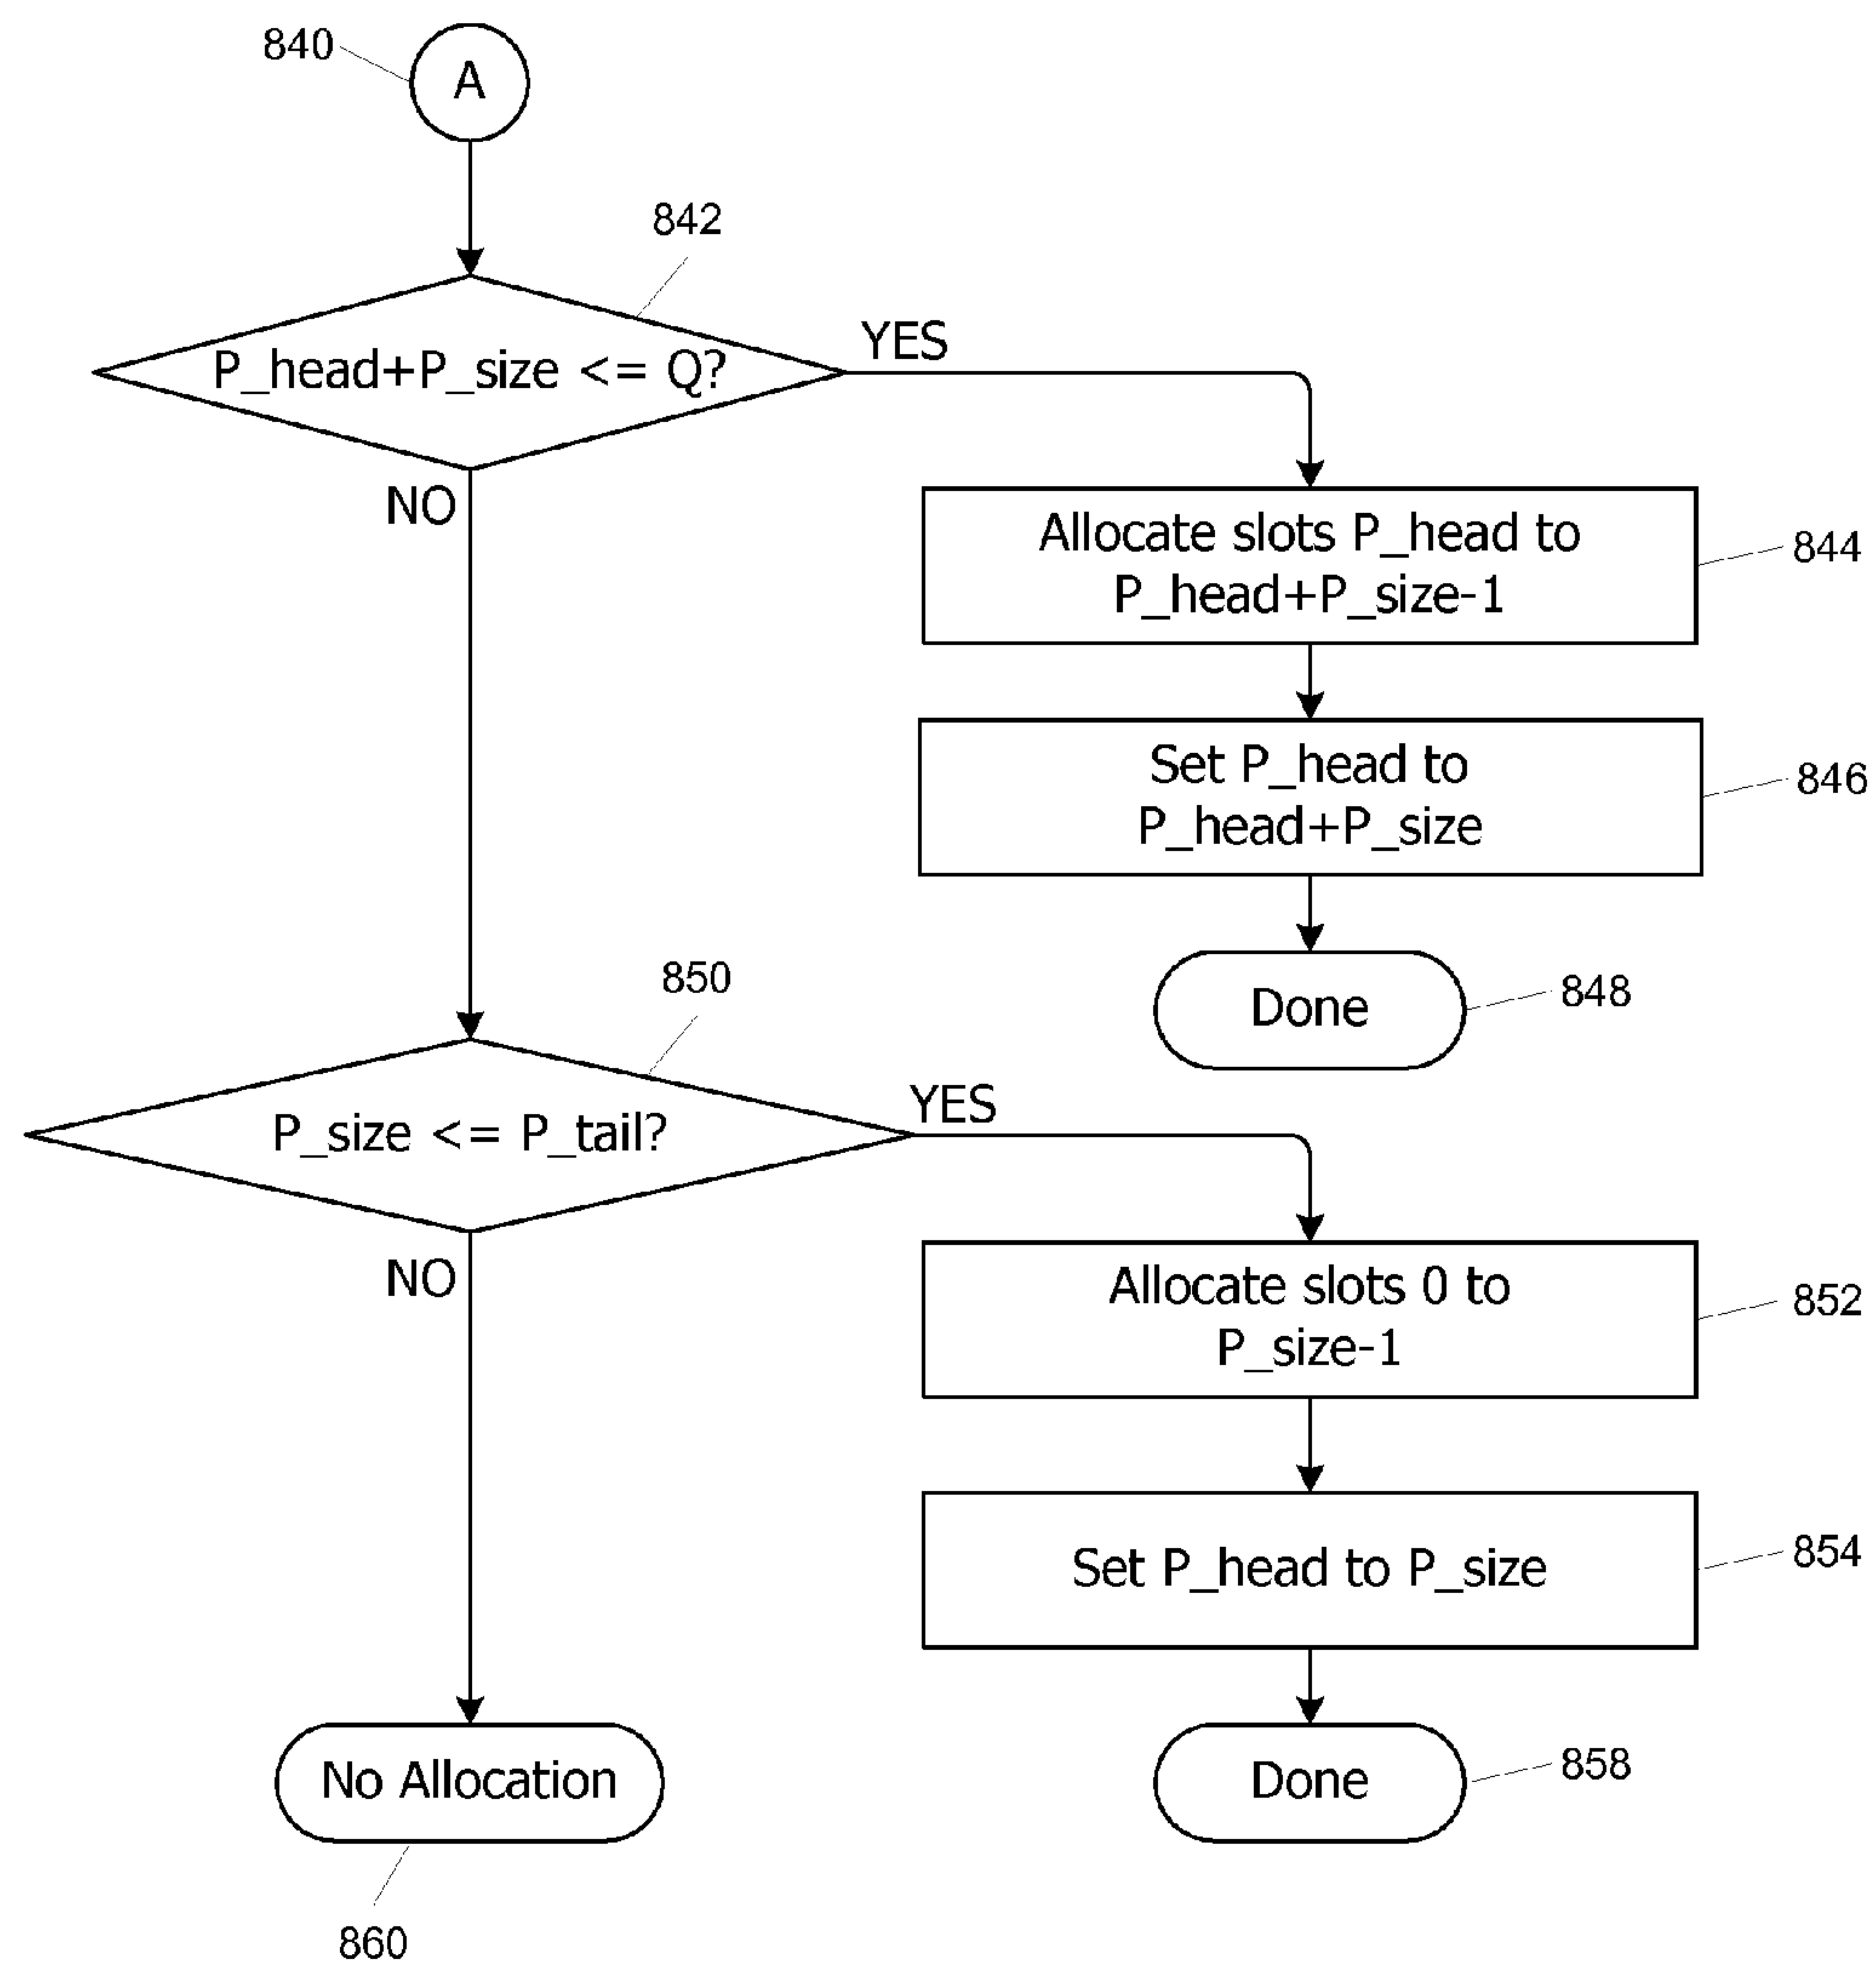 840
A
842
P_head+P_size <= Q?
YES
NO
Allocate slots P_head to
P_head+P_size-1
844
Set P_head to
P_head+P_size
846
Done
848
850
P_size <= P_tail?
YES
NO
Allocate slots 0 to
P_size-1
852
Set P_head to P_size
854
No Allocation
860
Done
858